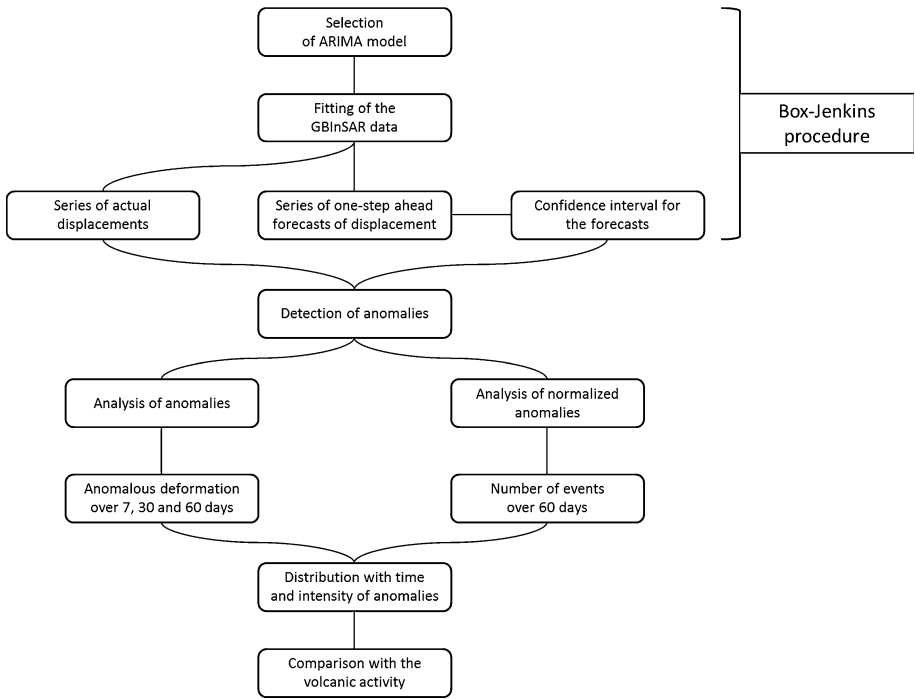 Selection
of ARIMA model
Fitting of the
GBInSAR data
Box-Jenkins
procedure
Series of actual
displacements
Series of one-step ahead
forecasts of displacement
Confidence interval for
the forecasts
Detection of anomalies
Analysis of anomalies
Analysis of normalized
anomalies
Anomalous deformation
over 7, 30 and 60 days
Number of events
over 60 days
Distribution with time
and intensity of anomalies
Comparison with the
volcanic activity